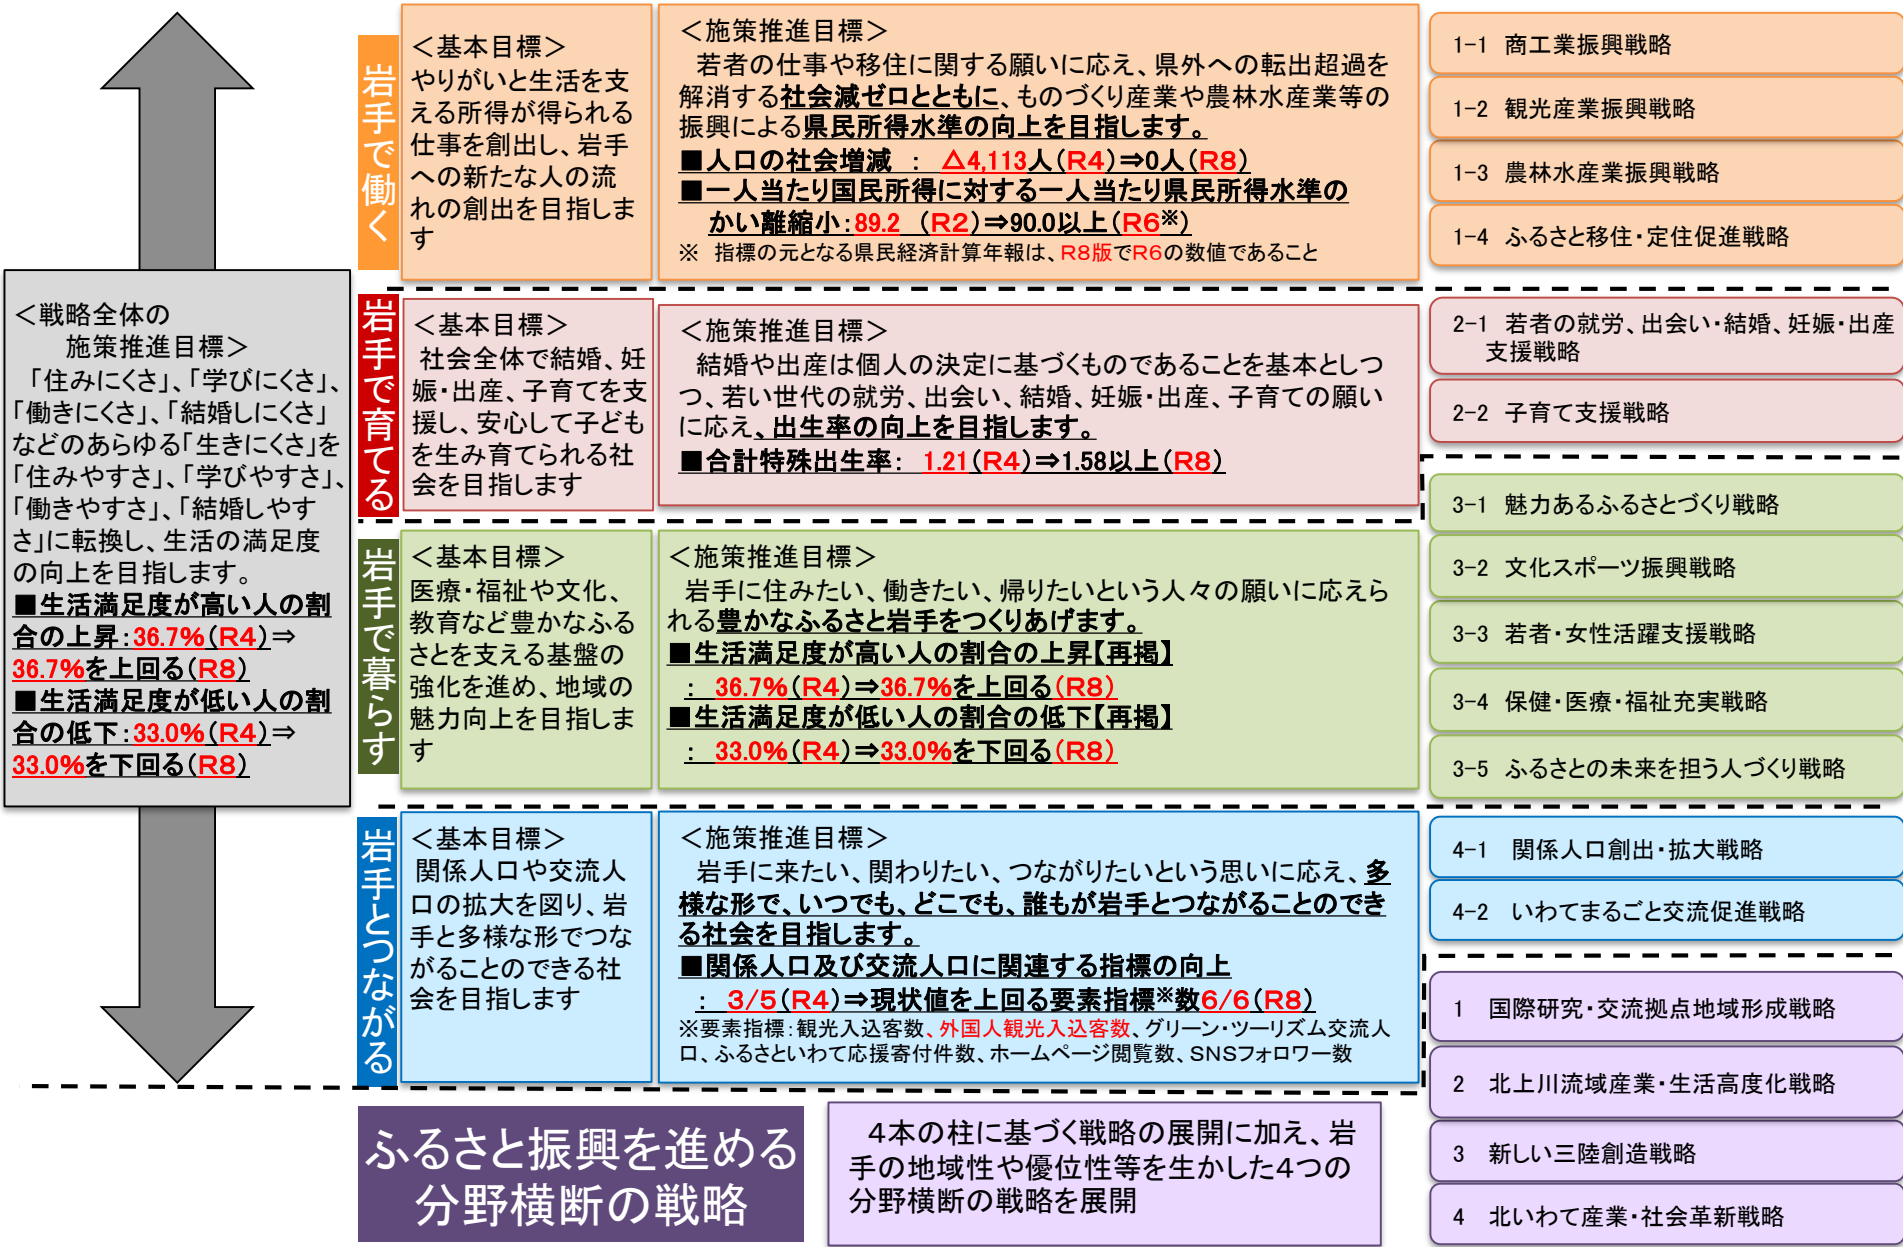 ＜戦略全体の
施策推進目標＞
「住みにくさ」、「学びにくさ」、
「働きにくさ」、「結婚しにくさ」
などのあらゆる「生きにくさ」を
「住みやすさ」、「学びやすさ」、
「働きやすさ」、「結婚しやす
さ」に転換し、生活の満足度
の向上を目指します。
■生活満足度が高い人の割
合の上昇：36.7%（R4）⇒
36.7%を上回る（R8）
■生活満足度が低い人の割
合の低下：33.0%（R4）⇒
33.0%を下回る（R8）
岩手で働く
＜基本目標＞
やりがいと生活を支
える所得が得られる
仕事を創出し、岩手
への新たな人の流
れの創出を目指しま
す
＜施策推進目標＞
若者の仕事や移住に関する願いに応え、県外への転出超過を
解消する社会減ゼロとともに、ものづくり産業や農林水産業等の
振興による県民所得水準の向上を目指します。
■人口の社会増減 ： △4,113人（R4）⇒0人（R8）
■一人当たり国民所得に対する一人当たり県民所得水準の
かい離縮小：89.2 （R2）⇒90.0以上（R6※）
※ 指標の元となる県民経済計算年報は、R8版でR6の数値であること
1-1 商工業振興戦略
1-2 観光産業振興戦略
1-3 農林水産業振興戦略
1-4 ふるさと移住・定住促進戦略
岩手で育てる
＜基本目標＞
社会全体で結婚、妊
娠・出産、子育てを支
援し、安心して子ども
を生み育てられる社
会を目指します
＜施策推進目標＞
結婚や出産は個人の決定に基づくものであることを基本としつ
つ、若い世代の就労、出会い、結婚、妊娠・出産、子育ての願い
に応え、出生率の向上を目指します。
■合計特殊出生率： 1.21（R4）⇒1.58以上（R8）
2-1 若者の就労、出会い・結婚、妊娠・出産
支援戦略
2-2 子育て支援戦略
岩手で暮らす
＜基本目標＞
医療・福祉や文化、
教育など豊かなふる
さとを支える基盤の
強化を進め、地域の
魅力向上を目指しま
す
＜施策推進目標＞
岩手に住みたい、働きたい、帰りたいという人々の願いに応えら
れる豊かなふるさと岩手をつくりあげます。
■生活満足度が高い人の割合の上昇【再掲】
： 36.7%（R4）⇒36.7%を上回る（R8）
■生活満足度が低い人の割合の低下【再掲】
： 33.0%（R4）⇒33.0%を下回る（R8）
3-1 魅力あるふるさとづくり戦略
3-2 文化スポーツ振興戦略
3-3 若者・女性活躍支援戦略
3-4 保健・医療・福祉充実戦略
3-5 ふるさとの未来を担う人づくり戦略
岩手とつながる
＜基本目標＞
関係人口や交流人
口の拡大を図り、岩
手と多様な形でつな
がることのできる社
会を目指します
＜施策推進目標＞
岩手に来たい、関わりたい、つながりたいという思いに応え、多
様な形で、いつでも、どこでも、誰もが岩手とつながることのでき
る社会を目指します。
■関係人口及び交流人口に関連する指標の向上
： 3/5（R4）⇒現状値を上回る要素指標※数6/6（R8）
※要素指標：観光入込客数、外国人観光入込客数、グリーン・ツーリズム交流人
口、ふるさといわて応援寄付件数、ホームページ閲覧数、SNSフォロワー数
4-1 関係人口創出・拡大戦略
4-2 いわてまるごと交流促進戦略
ふるさと振興を進める
分野横断の戦略
4本の柱に基づく戦略の展開に加え、岩
手の地域性や優位性等を生かした4つの
分野横断の戦略を展開
1 国際研究・交流拠点地域形成戦略
2 北上川流域産業・生活高度化戦略
3 新しい三陸創造戦略
4 北いわて産業・社会革新戦略